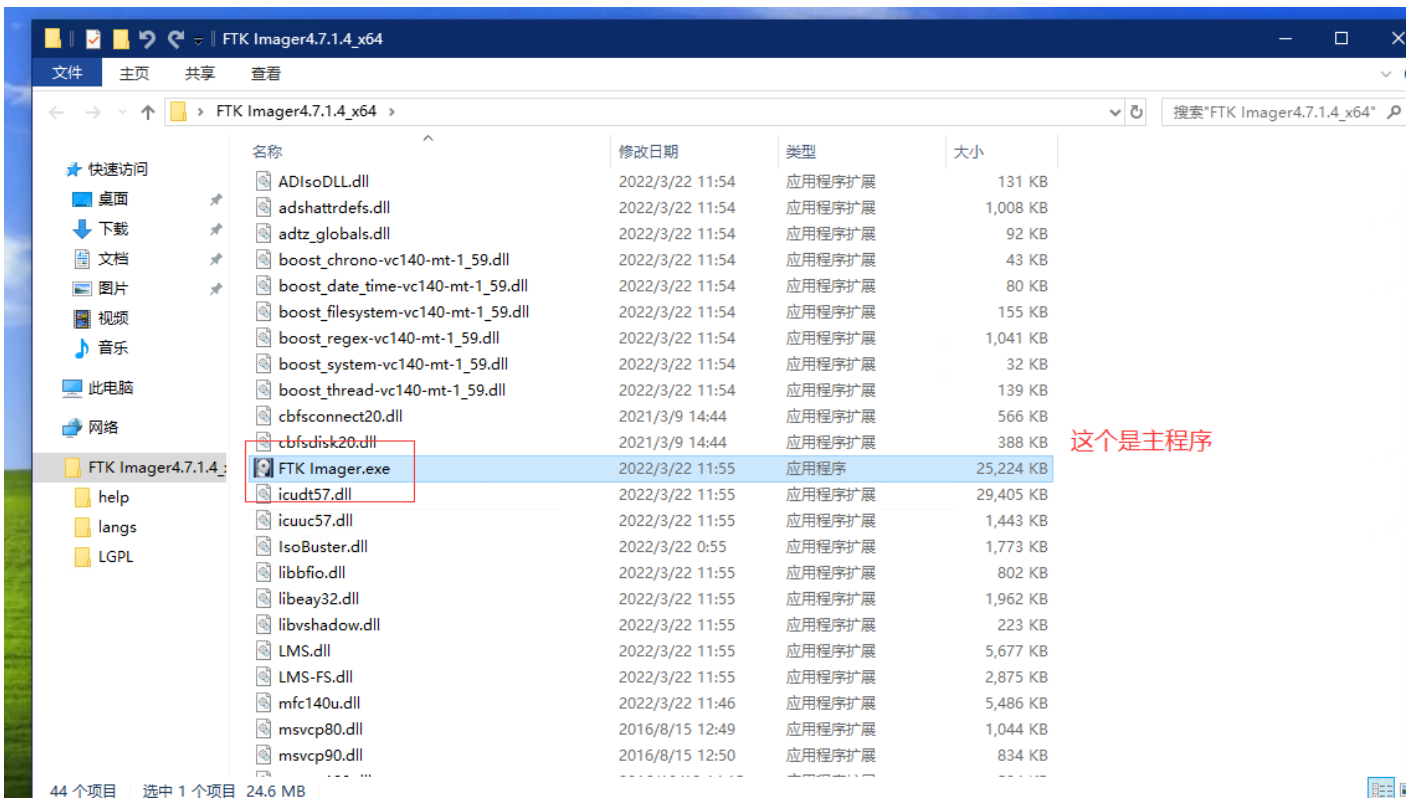 FTK Imager4.7.1.4_x64
文件 主页 共享 查看
FTK Imager4.7.1.4_x64 搜索"FTK Imager4.7.1.4_x64"
名称 修改日期 类型 大小
快速访问
桌面
下载
文档
图片
视频
音乐
此电脑
网络
FTK Imager4.7.1.4_x
help
langs
LGPL
ADIsoDLL.dll 2022/3/22 11:54 应用程序扩展 131 KB
adshattrdefs.dll 2022/3/22 11:54 应用程序扩展 1,008 KB
adtz_globals.dll 2022/3/22 11:54 应用程序扩展 92 KB
boost_chrono-vc140-mt-1_59.dll 2022/3/22 11:54 应用程序扩展 43 KB
boost_date_time-vc140-mt-1_59.dll 2022/3/22 11:54 应用程序扩展 80 KB
boost_filesystem-vc140-mt-1_59.dll 2022/3/22 11:54 应用程序扩展 155 KB
boost_regex-vc140-mt-1_59.dll 2022/3/22 11:54 应用程序扩展 1,041 KB
boost_system-vc140-mt-1_59.dll 2022/3/22 11:54 应用程序扩展 32 KB
boost_thread-vc140-mt-1_59.dll 2022/3/22 11:54 应用程序扩展 139 KB
cbfsconnect20.dll 2021/3/9 14:44 应用程序扩展 566 KB
cbfsdisk20.dll 2021/3/9 14:44 应用程序扩展 388 KB 这个是主程序
FTK Imager.exe 2022/3/22 11:55 应用程序 25,224 KB
icudt57.dll 2022/3/22 11:55 应用程序扩展 29,405 KB
icuuc57.dll 2022/3/22 11:55 应用程序扩展 1,443 KB
IsoBuster.dll 2022/3/22 0:55 应用程序扩展 1,773 KB
libbfio.dll 2022/3/22 11:55 应用程序扩展 802 KB
libeay32.dll 2022/3/22 11:55 应用程序扩展 1,962 KB
libvshadow.dll 2022/3/22 11:55 应用程序扩展 223 KB
LMS.dll 2022/3/22 11:55 应用程序扩展 5,677 KB
LMS-FS.dll 2022/3/22 11:55 应用程序扩展 2,875 KB
mfc140u.dll 2022/3/22 11:46 应用程序扩展 5,486 KB
msvcp80.dll 2016/8/15 12:49 应用程序扩展 1,044 KB
msvcp90.dll 2016/8/15 12:50 应用程序扩展 834 KB
44 个项目 选中 1 个项目 24.6 MB